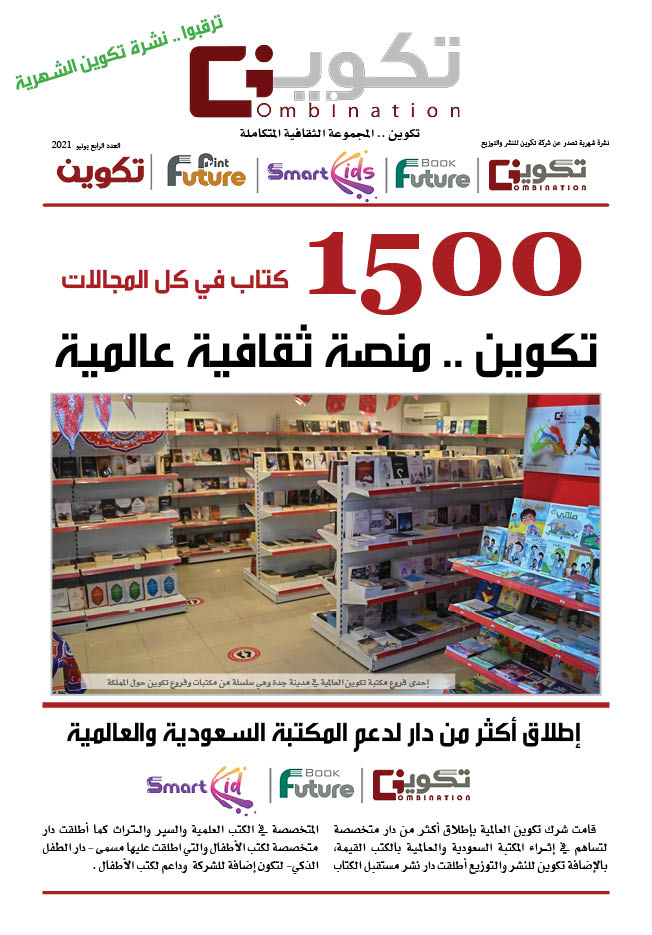 ترقبوا.. نشرة تكوين الشهرية
تكوين
Combination
تكوين .. المجموعة الثقافية المتكاملة
نشرة شهرية تصدر عن شركة تكوين للنشر والتوزيع
العدد الرابع يونيو 2021
تكوين COMBINATION
Book Future
Smart Kids
Print Future
تكوين
1500 كتاب في كل المجالات
تكوين .. منصة ثقافية عالمية
تكوين
صلاتي
إحدى فروع مكتبة تكوين العالمية في مدينة جدة وهي سلسلة من مكتبات وفروع تكوين حول المملكة
إطلاق أكثر من دار لدعم المكتبة السعودية والعالمية
تكوين COMBINATION
Book Future
Smart Kid
قامت شرك تكوين العالمية بإطلاق أكثر من دار متخصصة
لتساهم في إثراء المكتبة السعودية والعالمية بالكتب القيمة،
بالإضافة تكوين للنشر والتوزيع أطلقت دار نشر مستقبل الكتاب
المتخصصة في الكتب العلمية والسير والتراث كما أطلقت دار
متخصصة لكتب الأطفال والتي اطلقت عليها مسمى - دار الطفل
الذكي- لتكون إضافة للشركة وداعم لكتب الأطفال .